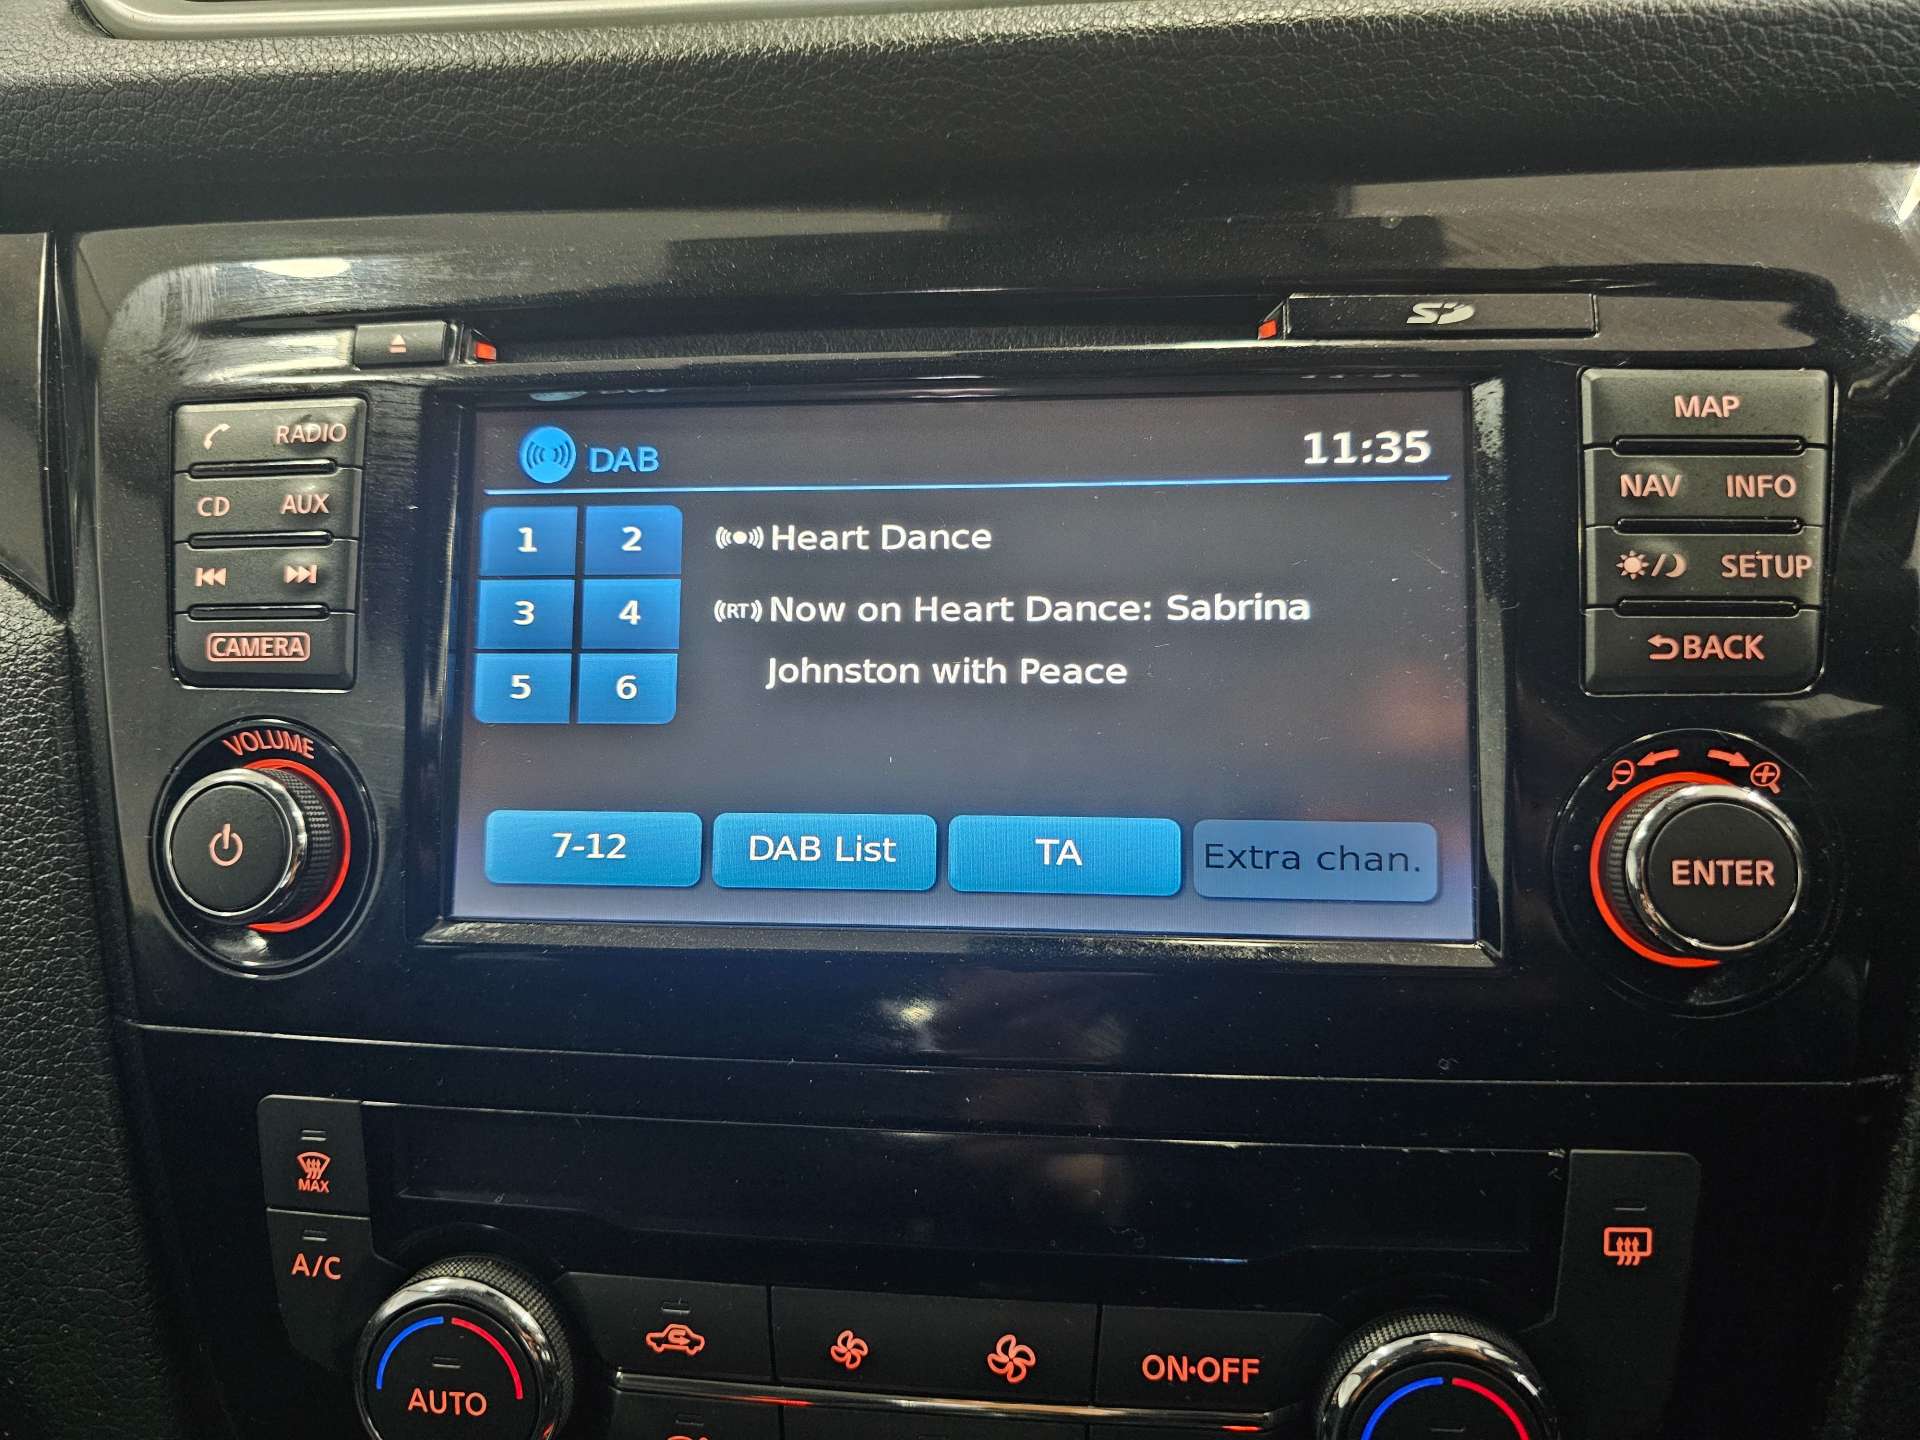 SD
RADIO
CD AUX
CAMERA
VOLUME
DAB 11:35
1 2
3 4
5 6
Heart Dance
RT Now on Heart Dance: Sabrina
Johnston with Peace
7-12 DAB List TA Extra chan.
MAP
NAV INFO
SETUP
BACK
ENTER
MAX
A/C
AUTO
ON•OFF